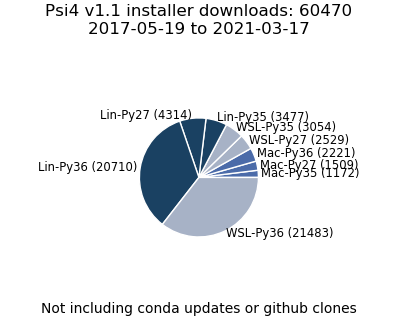 Psi4 v1.1 installer downloads: 60470
2017-05-19 to 2021-03-17
Lin-Py27 (4314)
Lin-Py35 (3477)
WSL-Py35 (3054)
WSL-Py27 (2529)
Mac-Py36 (2221)
Mac-Py27 (1509)
Mac-Py35 (1172)
Lin-Py36 (20710)
WSL-Py36 (21483)
Not including conda updates or github clones